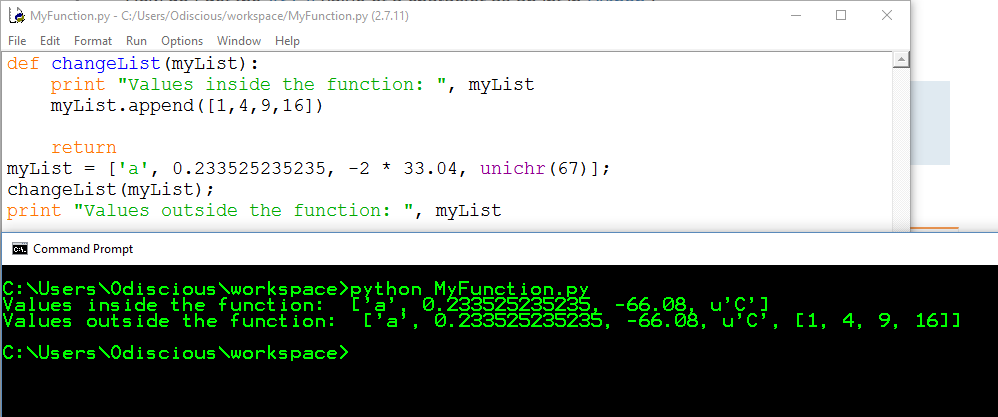 MyFunction.py - C:/Users/Odiscious/workspace/MyFunction.py (2.7.11)
File Edit Format Run Options Window Help
def changeList(myList):
    print "Values inside the function: ", myList
    myList.append([1,4,9,16])
    return
myList = ['a', 0.233525235235, -2 * 33.04, unichr(67)];
changeList(myList);
print "Values outside the function: ", myList
Command Prompt
C:\Users\Odiscious\workspace>python MyFunction.py
Values inside the function:  ['a', 0.233525235235, -66.08, u'C']
Values outside the function:  ['a', 0.233525235235, -66.08, u'C', [1, 4, 9, 16]]
C:\Users\Odiscious\workspace>